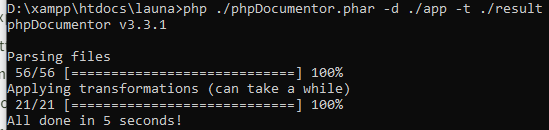 D:\xampp\htdocs\launa>php ./phpDocumentor.phar -d ./app -t ./result
phpDocumentor v3.3.1
Parsing files
56/56 [============================] 100%
Applying transformations (can take a while)
21/21 [============================] 100%
All done in 5 seconds!